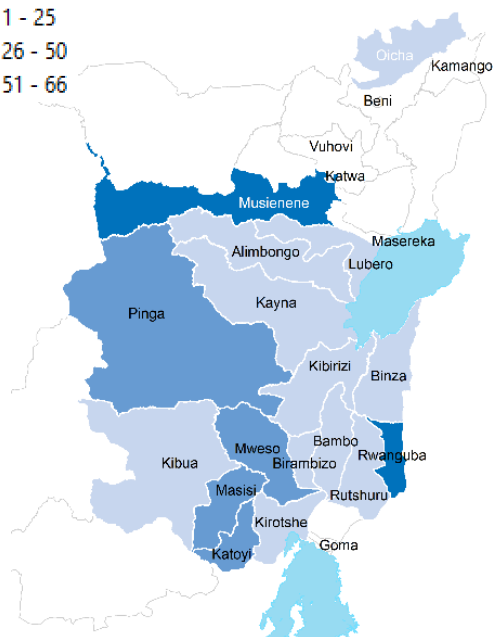 1 - 25
26 - 50
51 - 66
Oicha
Kamango
Beni
Vuhovi
Katwa
Musienene
Masereka
Alimbongo
Lubero
Kayna
Pinga
Kibirizi
Binza
Bambo
Mweso
Rwanguba
Kibua
Birambizo
Masisi
Rutshuru
Kirotshe
Goma
Katoyi